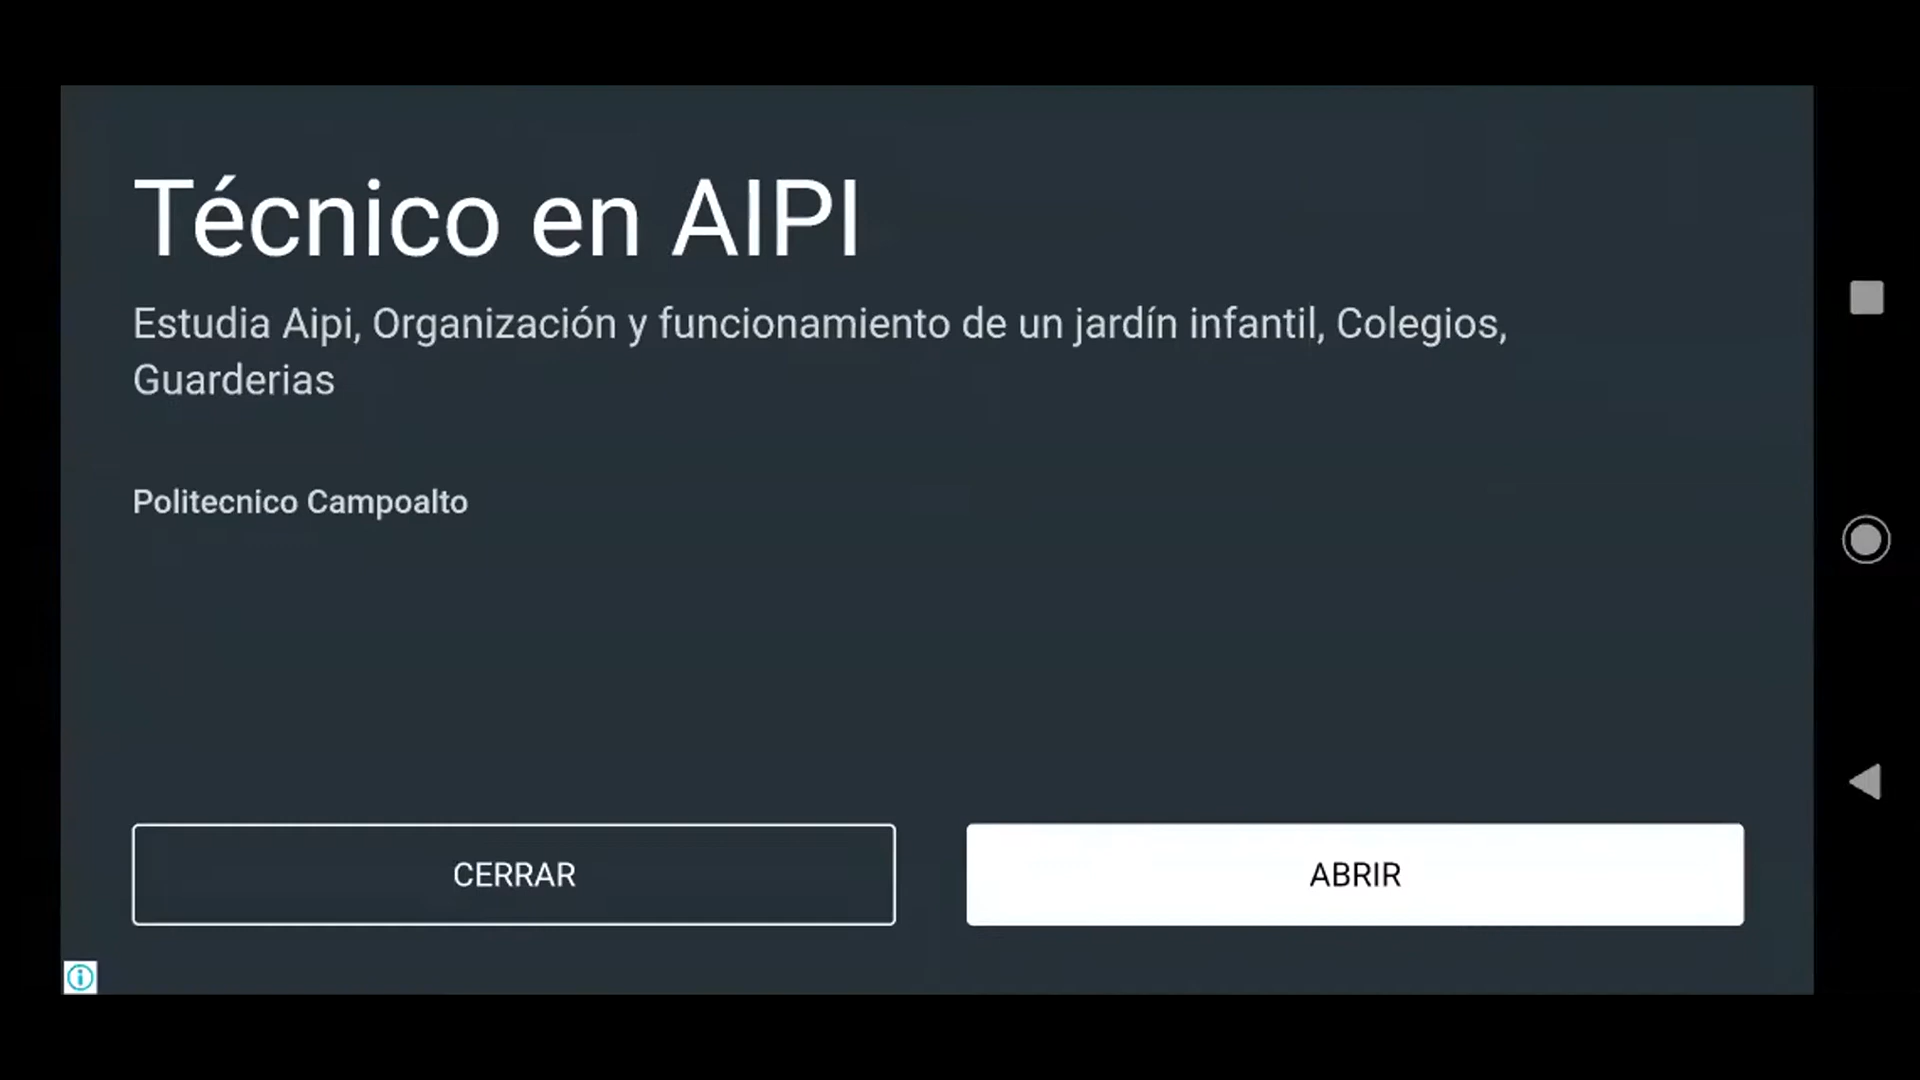 Técnico en AIPI
Estudia Aipi, Organización y funcionamiento de un jardín infantil, Colegios,
Guarderias
Politecnico Campoalto
CERRAR
ABRIR